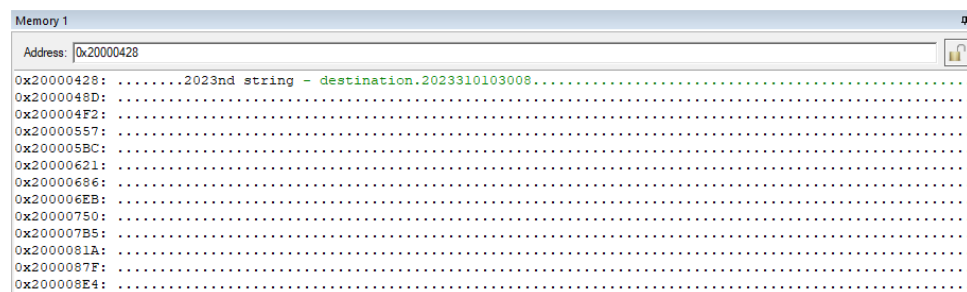 Memory 1
Address: 0x20000428
0x20000428: ........2023nd string - destination.2023310103008....................................................
0x2000048D: .....................................................................................................
0x200004F2: .....................................................................................................
0x20000557: .....................................................................................................
0x200005BC: .....................................................................................................
0x20000621: .....................................................................................................
0x20000686: .....................................................................................................
0x200006EB: .....................................................................................................
0x20000750: .....................................................................................................
0x200007B5: .....................................................................................................
0x2000081A: .....................................................................................................
0x2000087F: .....................................................................................................
0x200008E4: .....................................................................................................